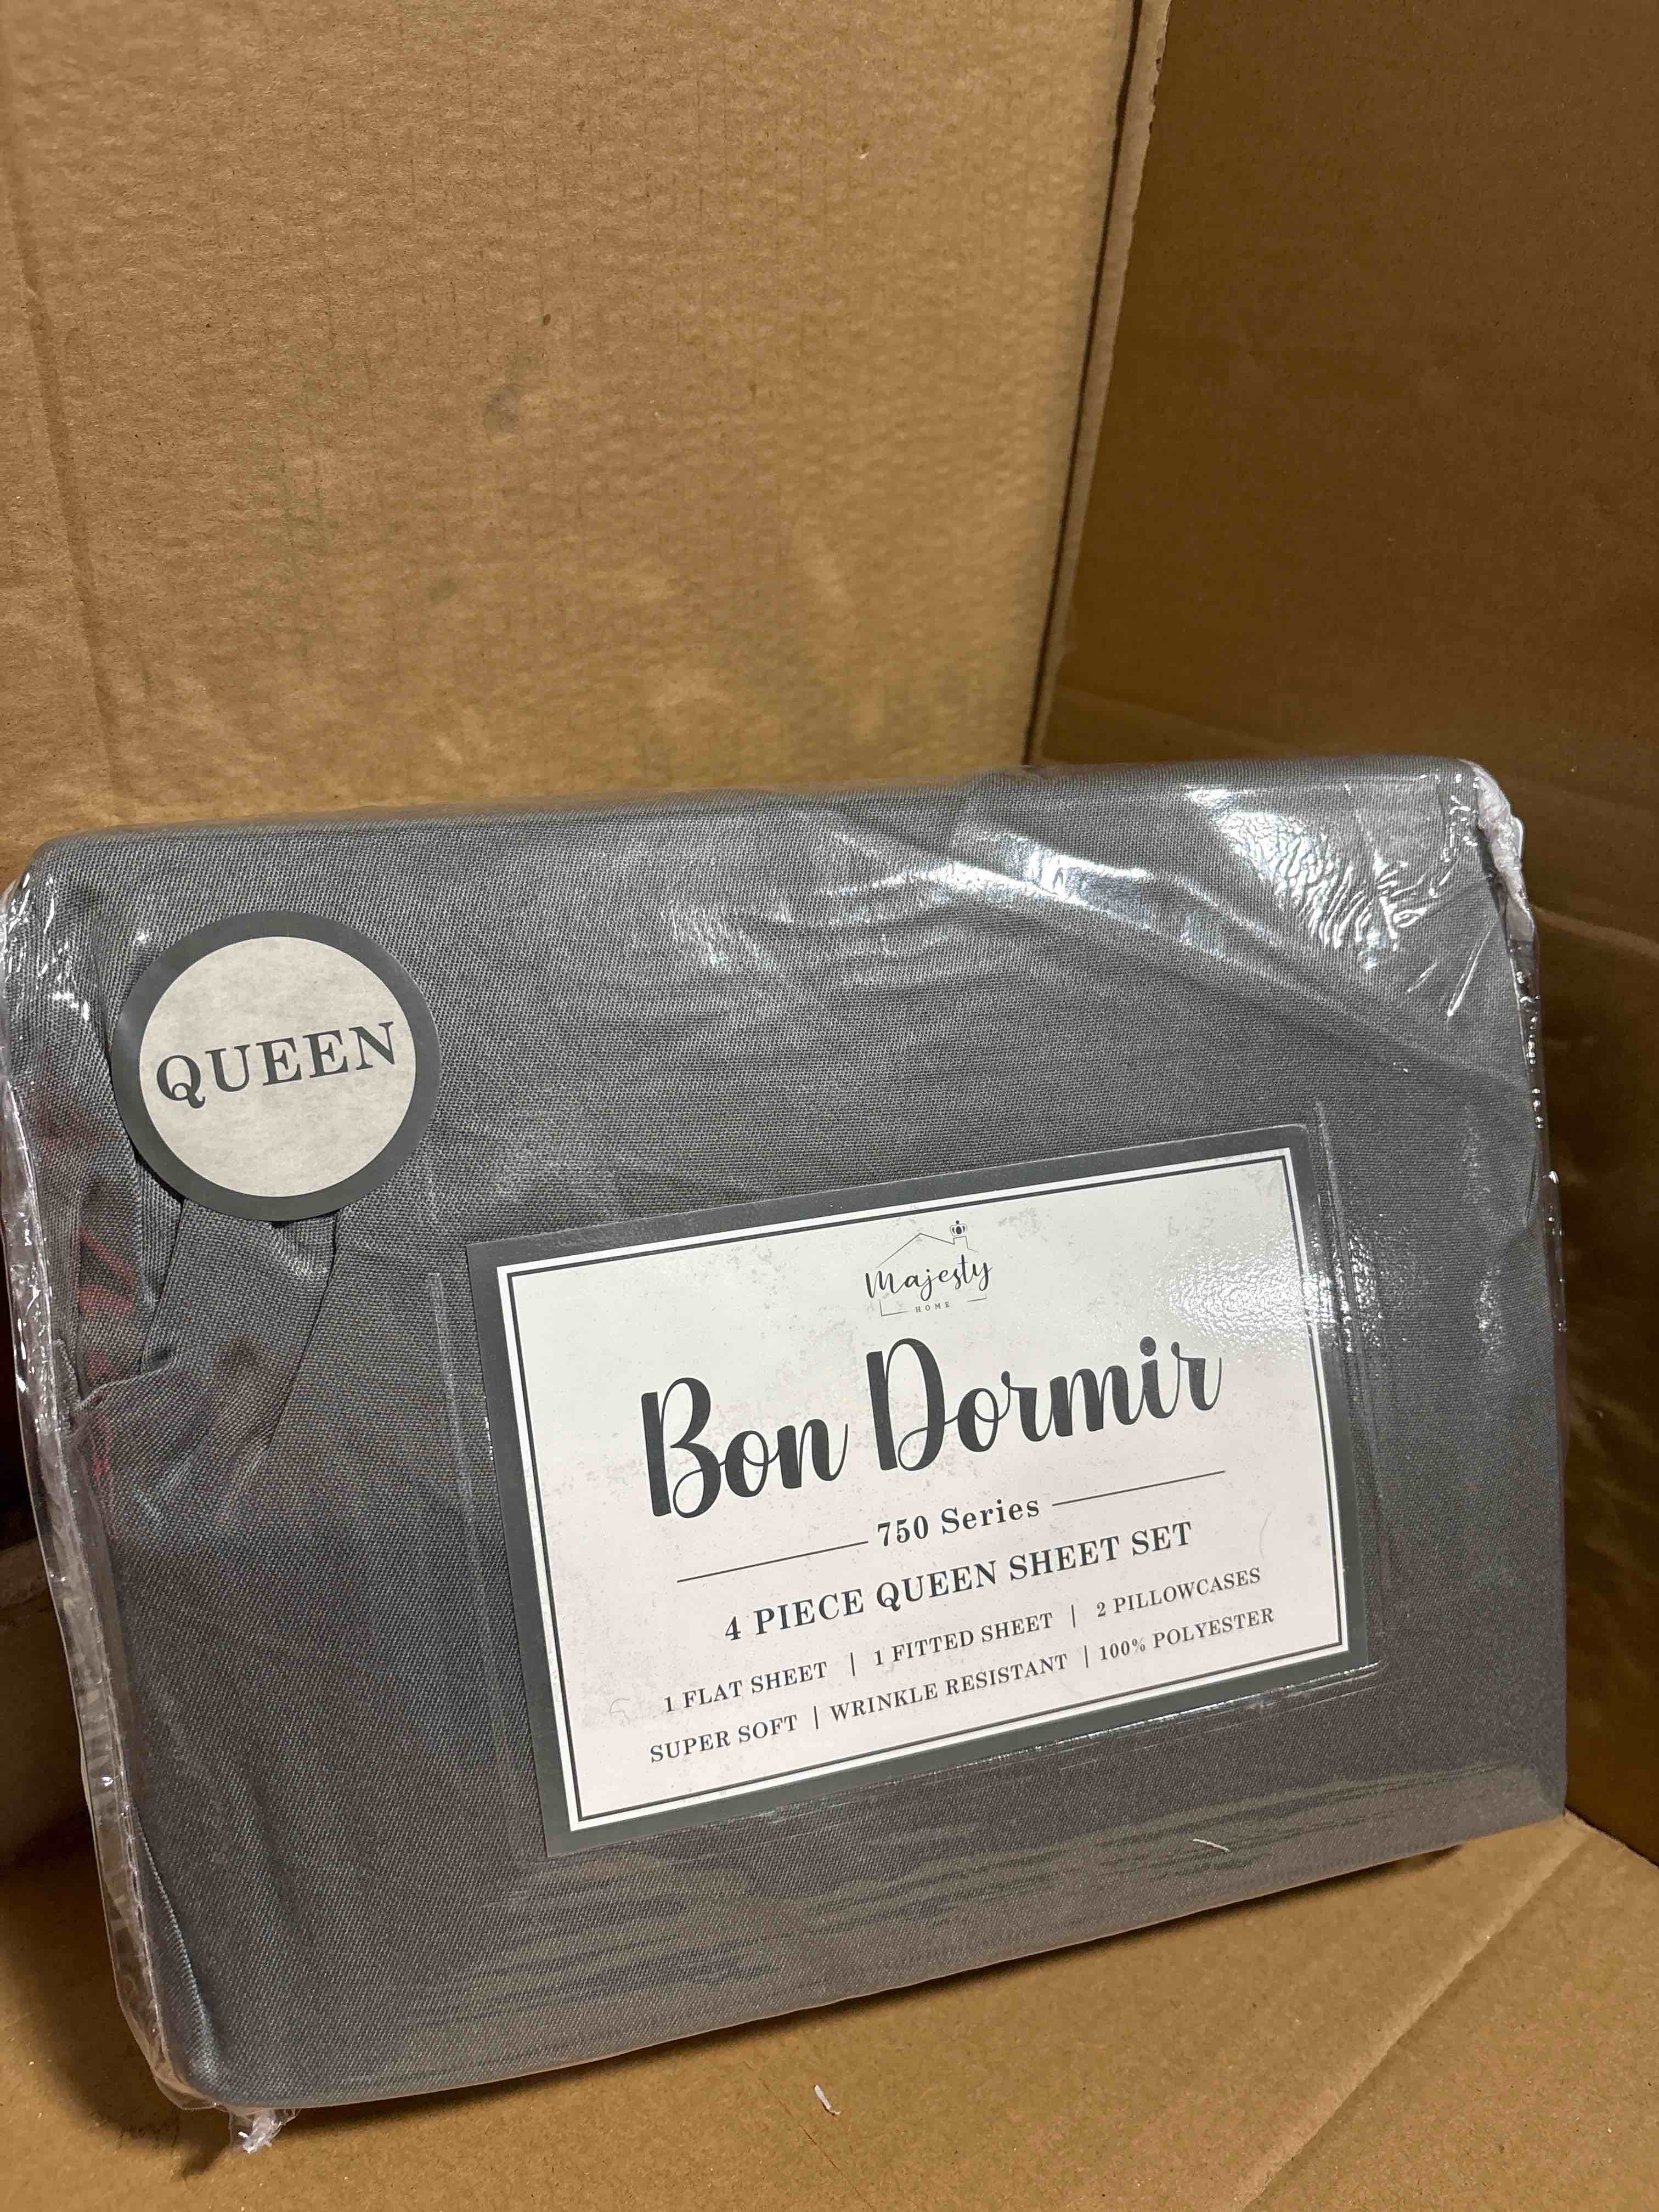 QUEEN
Majesty
HOME
Bon Dormir
750 Series
4 PIECE QUEEN SHEET SET
1 FLAT SHEET | 1 FITTED SHEET | 2 PILLOWCASES
SUPER SOFT | WRINKLE RESISTANT | 100% POLYESTER